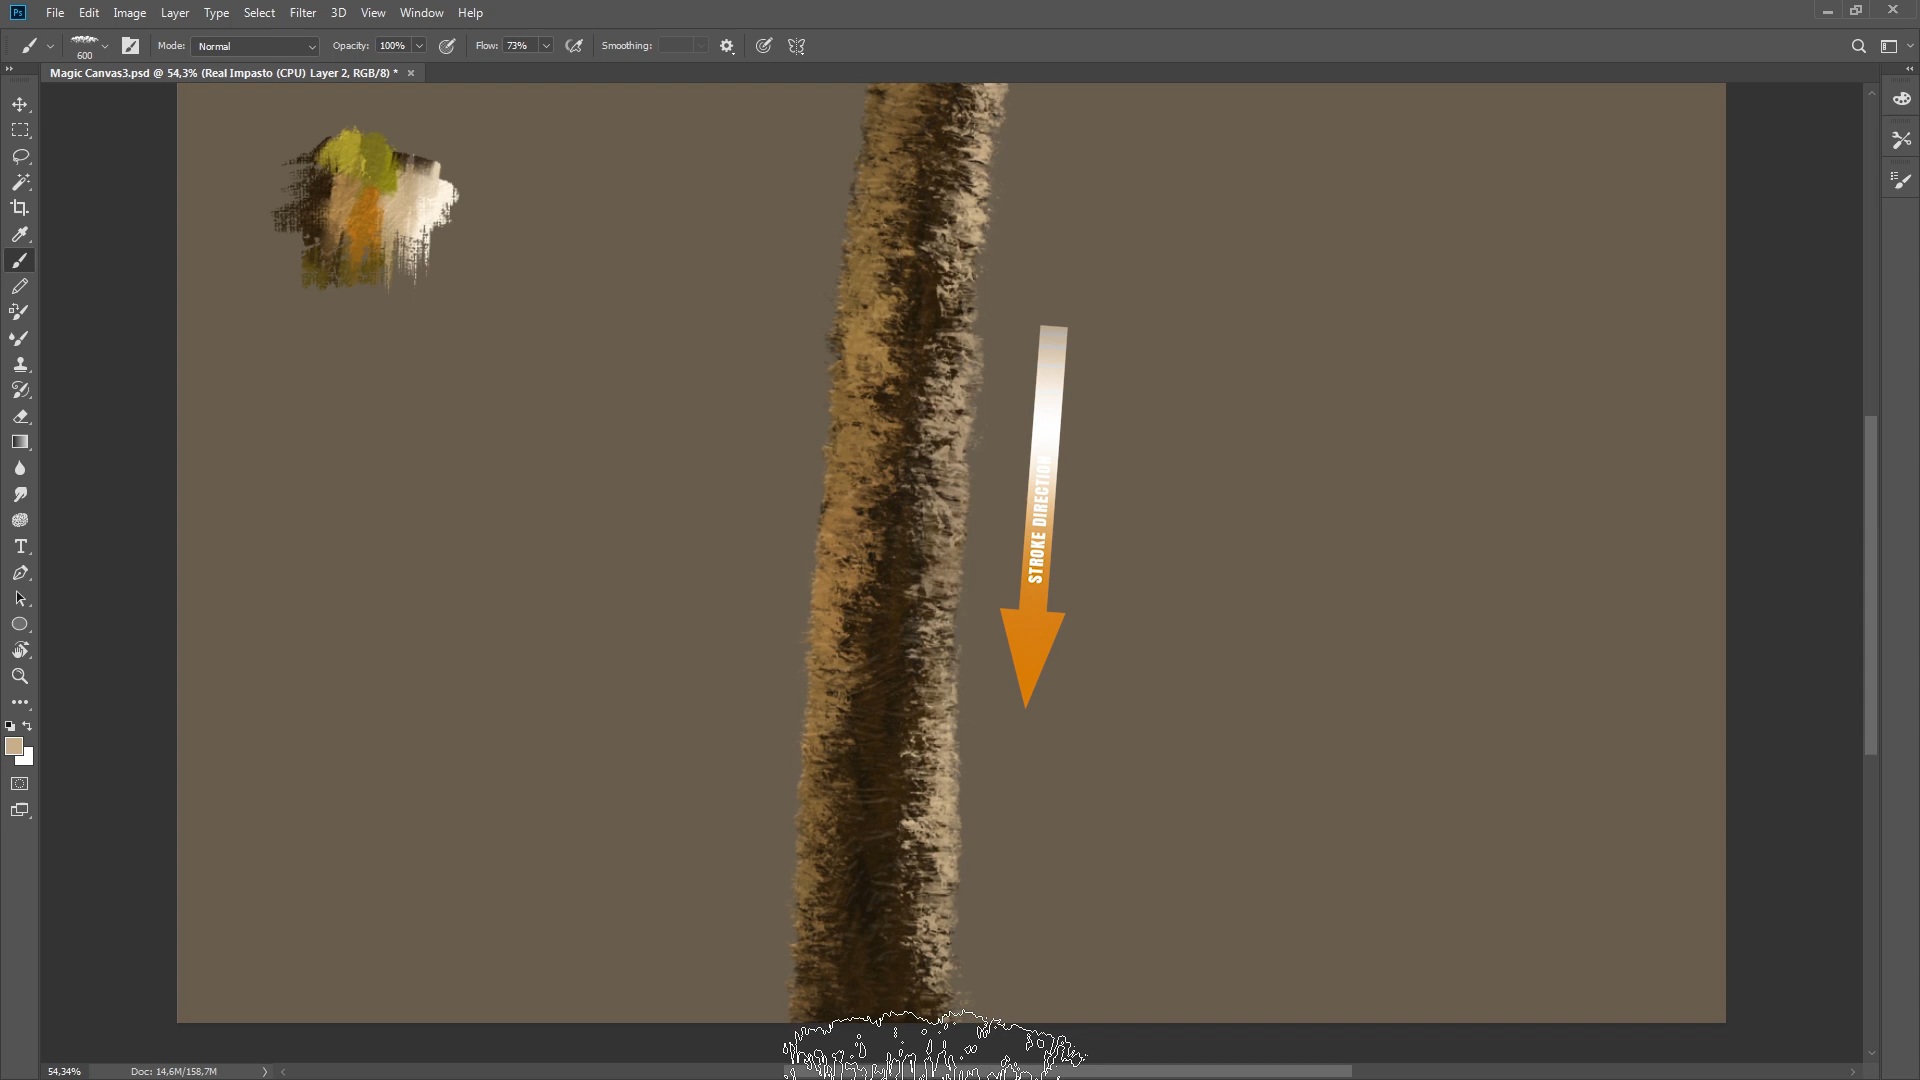 Ps File Edit Image Layer Type Select Filter 3D View Window Help
600 Mode: Normal Opacity: 100% Flow: 73% Smoothing:
Magic Canvas3.psd @ 54,3% (Real Impasto (CPU) Layer 2, RGB/8) *
STROKE DIRECTION
54,34% Doc: 14,6M/158,7M